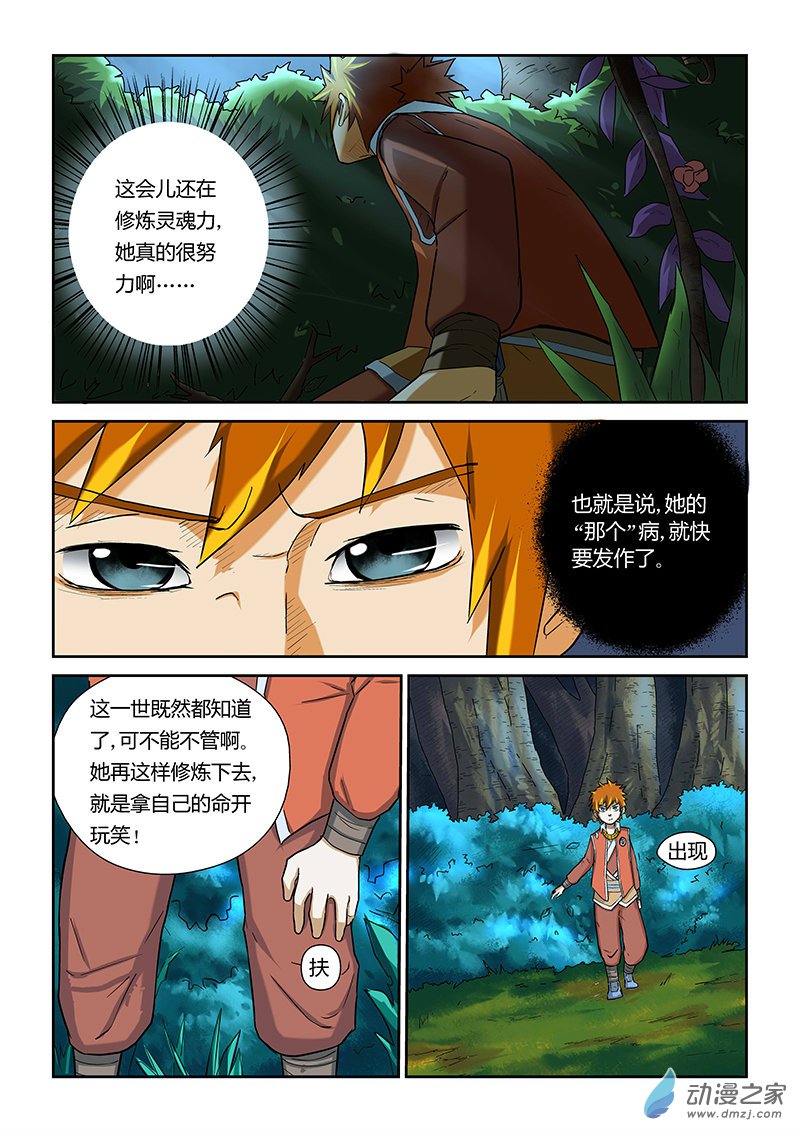 这会儿还在
修炼灵魂力，
她真的很努
力啊……
也就是说，她的
“那个”病，就快
要发作了。
这一世既然都知道
了，可不能不管啊。
她再这样修炼下去，
就是拿自己的命开
玩笑！
扶
出现
动漫之家
www.dmzj.com